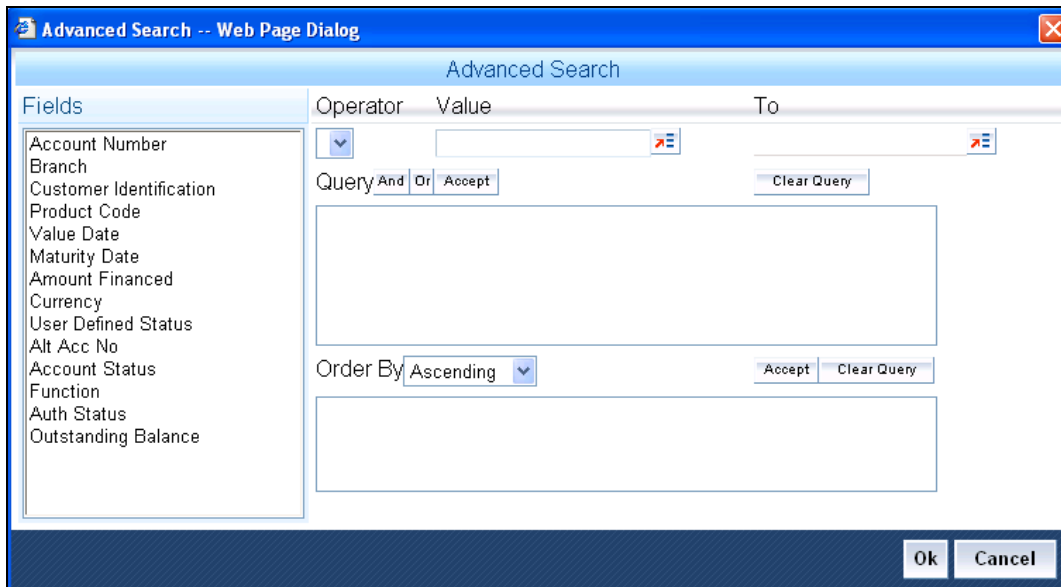 Advanced Search -- Web Page Dialog
Advanced Search
Fields
Account Number
Branch
Customer Identification
Product Code
Value Date
Maturity Date
Amount Financed
Currency
User Defined Status
Alt Acc No
Account Status
Function
Auth Status
Outstanding Balance
Operator Value To
Query And Or Accept Clear Query
Order By Ascending Accept Clear Query
Ok Cancel